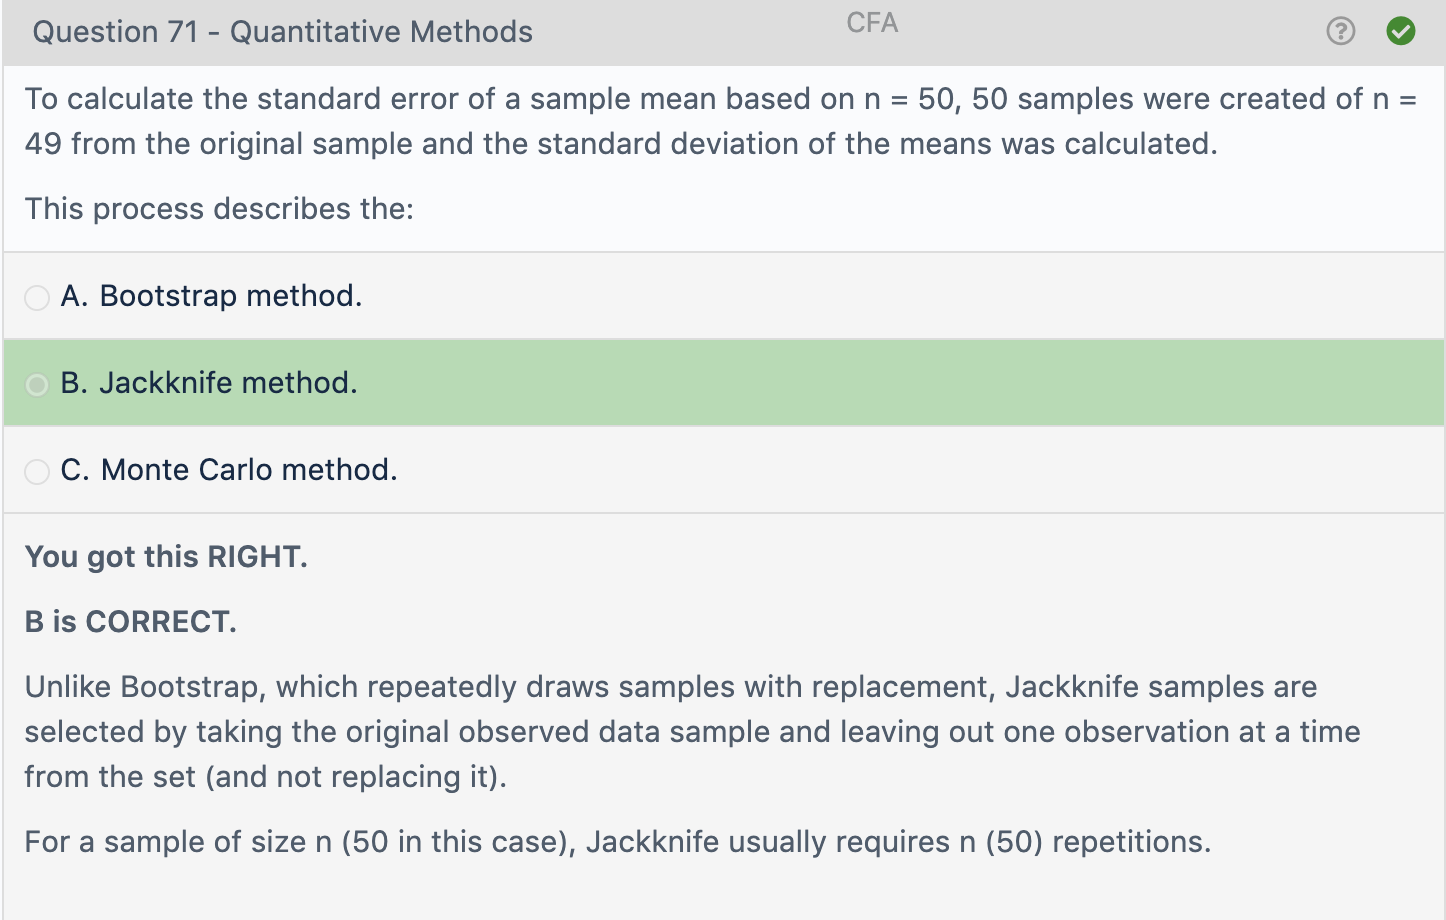 Question 71 - Quantitative Methods
CFA
To calculate the standard error of a sample mean based on n = 50, 50 samples were created of n =
49 from the original sample and the standard deviation of the means was calculated.
This process describes the:
A. Bootstrap method.
B. Jackknife method.
C. Monte Carlo method.
You got this RIGHT.
B is CORRECT.
Unlike Bootstrap, which repeatedly draws samples with replacement, Jackknife samples are
selected by taking the original observed data sample and leaving out one observation at a time
from the set (and not replacing it).
For a sample of size n (50 in this case), Jackknife usually requires n (50) repetitions.